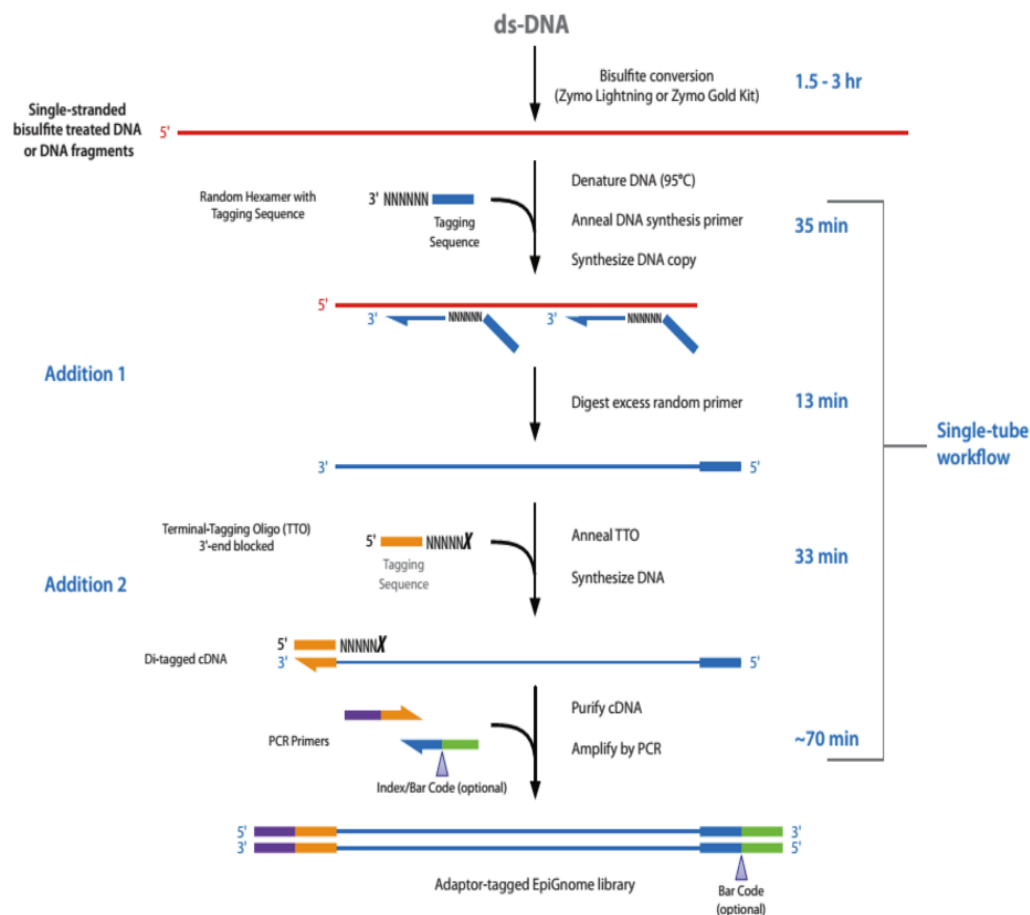 ds-DNA
Bisulfite conversion
(Zymo Lightning or Zymo Gold Kit)
1.5 - 3 hr
Single-stranded
bisulfite treated DNA
or DNA fragments
5'
Random Hexamer with
Tagging Sequence
3' NNNNNN
Tagging
Sequence
Denature DNA (95°C)
Anneal DNA synthesis primer
Synthesize DNA copy
35 min
5'
3' NNNNNN 3' NNNNNN
Addition 1
Digest excess random primer
13 min
Single-tube
workflow
3' 5'
Terminal-Tagging Oligo (TTO)
3'-end blocked
5' NNNNNX
Tagging
Sequence
Anneal TTO
Synthesize DNA
33 min
Addition 2
5' NNNNNX
3' 5'
Di-tagged cDNA
Purify cDNA
Amplify by PCR
~70 min
PCR Primers
Index/Bar Code (optional)
5' 3'
3' 5'
Adaptor-tagged EpiGnome library
Bar Code
(optional)